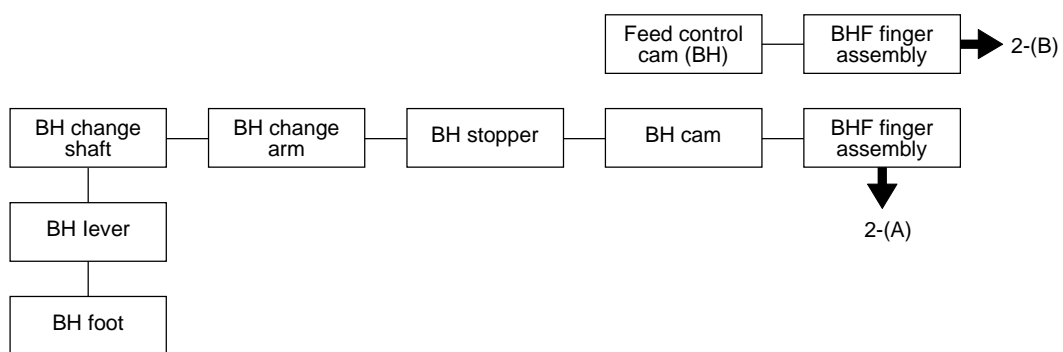 Feed control
cam (BH)
BHF finger
assembly
2-(B)
BH change
shaft
BH change
arm
BH stopper
BH cam
BHF finger
assembly
BH lever
2-(A)
BH foot